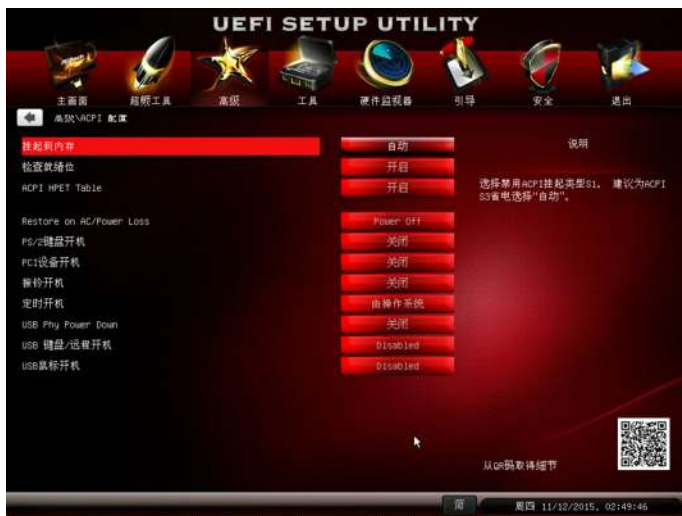 UEFI SETUP UTILITY
主画面 超频工具 高级 工具 硬件监视器 引导 安全 退出
高级\ACPI 配置
挂起到内存 自动
检查就绪位 开启
ACPI HPET Table 开启
Restore on AC/Power Loss Power Off
PS/2键盘开机 关闭
PCI设备开机 关闭
振铃开机 关闭
定时开机 由操作系统
USB Phy Power Down 关闭
USB 键盘/远程开机 Disabled
USB鼠标开机 Disabled
说明
选择禁用ACPI挂起类型S1。 建议为ACPI
S3省电选择"自动"。
从QR码取得细节
简
周四 11/12/2015, 02:49:46